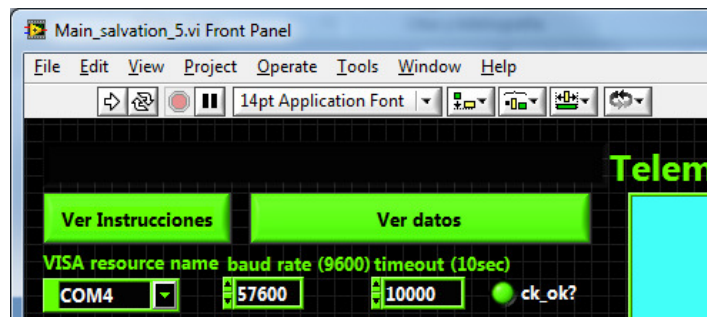 Main_salvation_5.vi Front Panel
File Edit View Project Operate Tools Window Help
14pt Application Font
Telem
Ver Instrucciones Ver datos
VISA resource name baud rate (9600) timeout (10sec)
COM4 57600 10000 ck_ok?